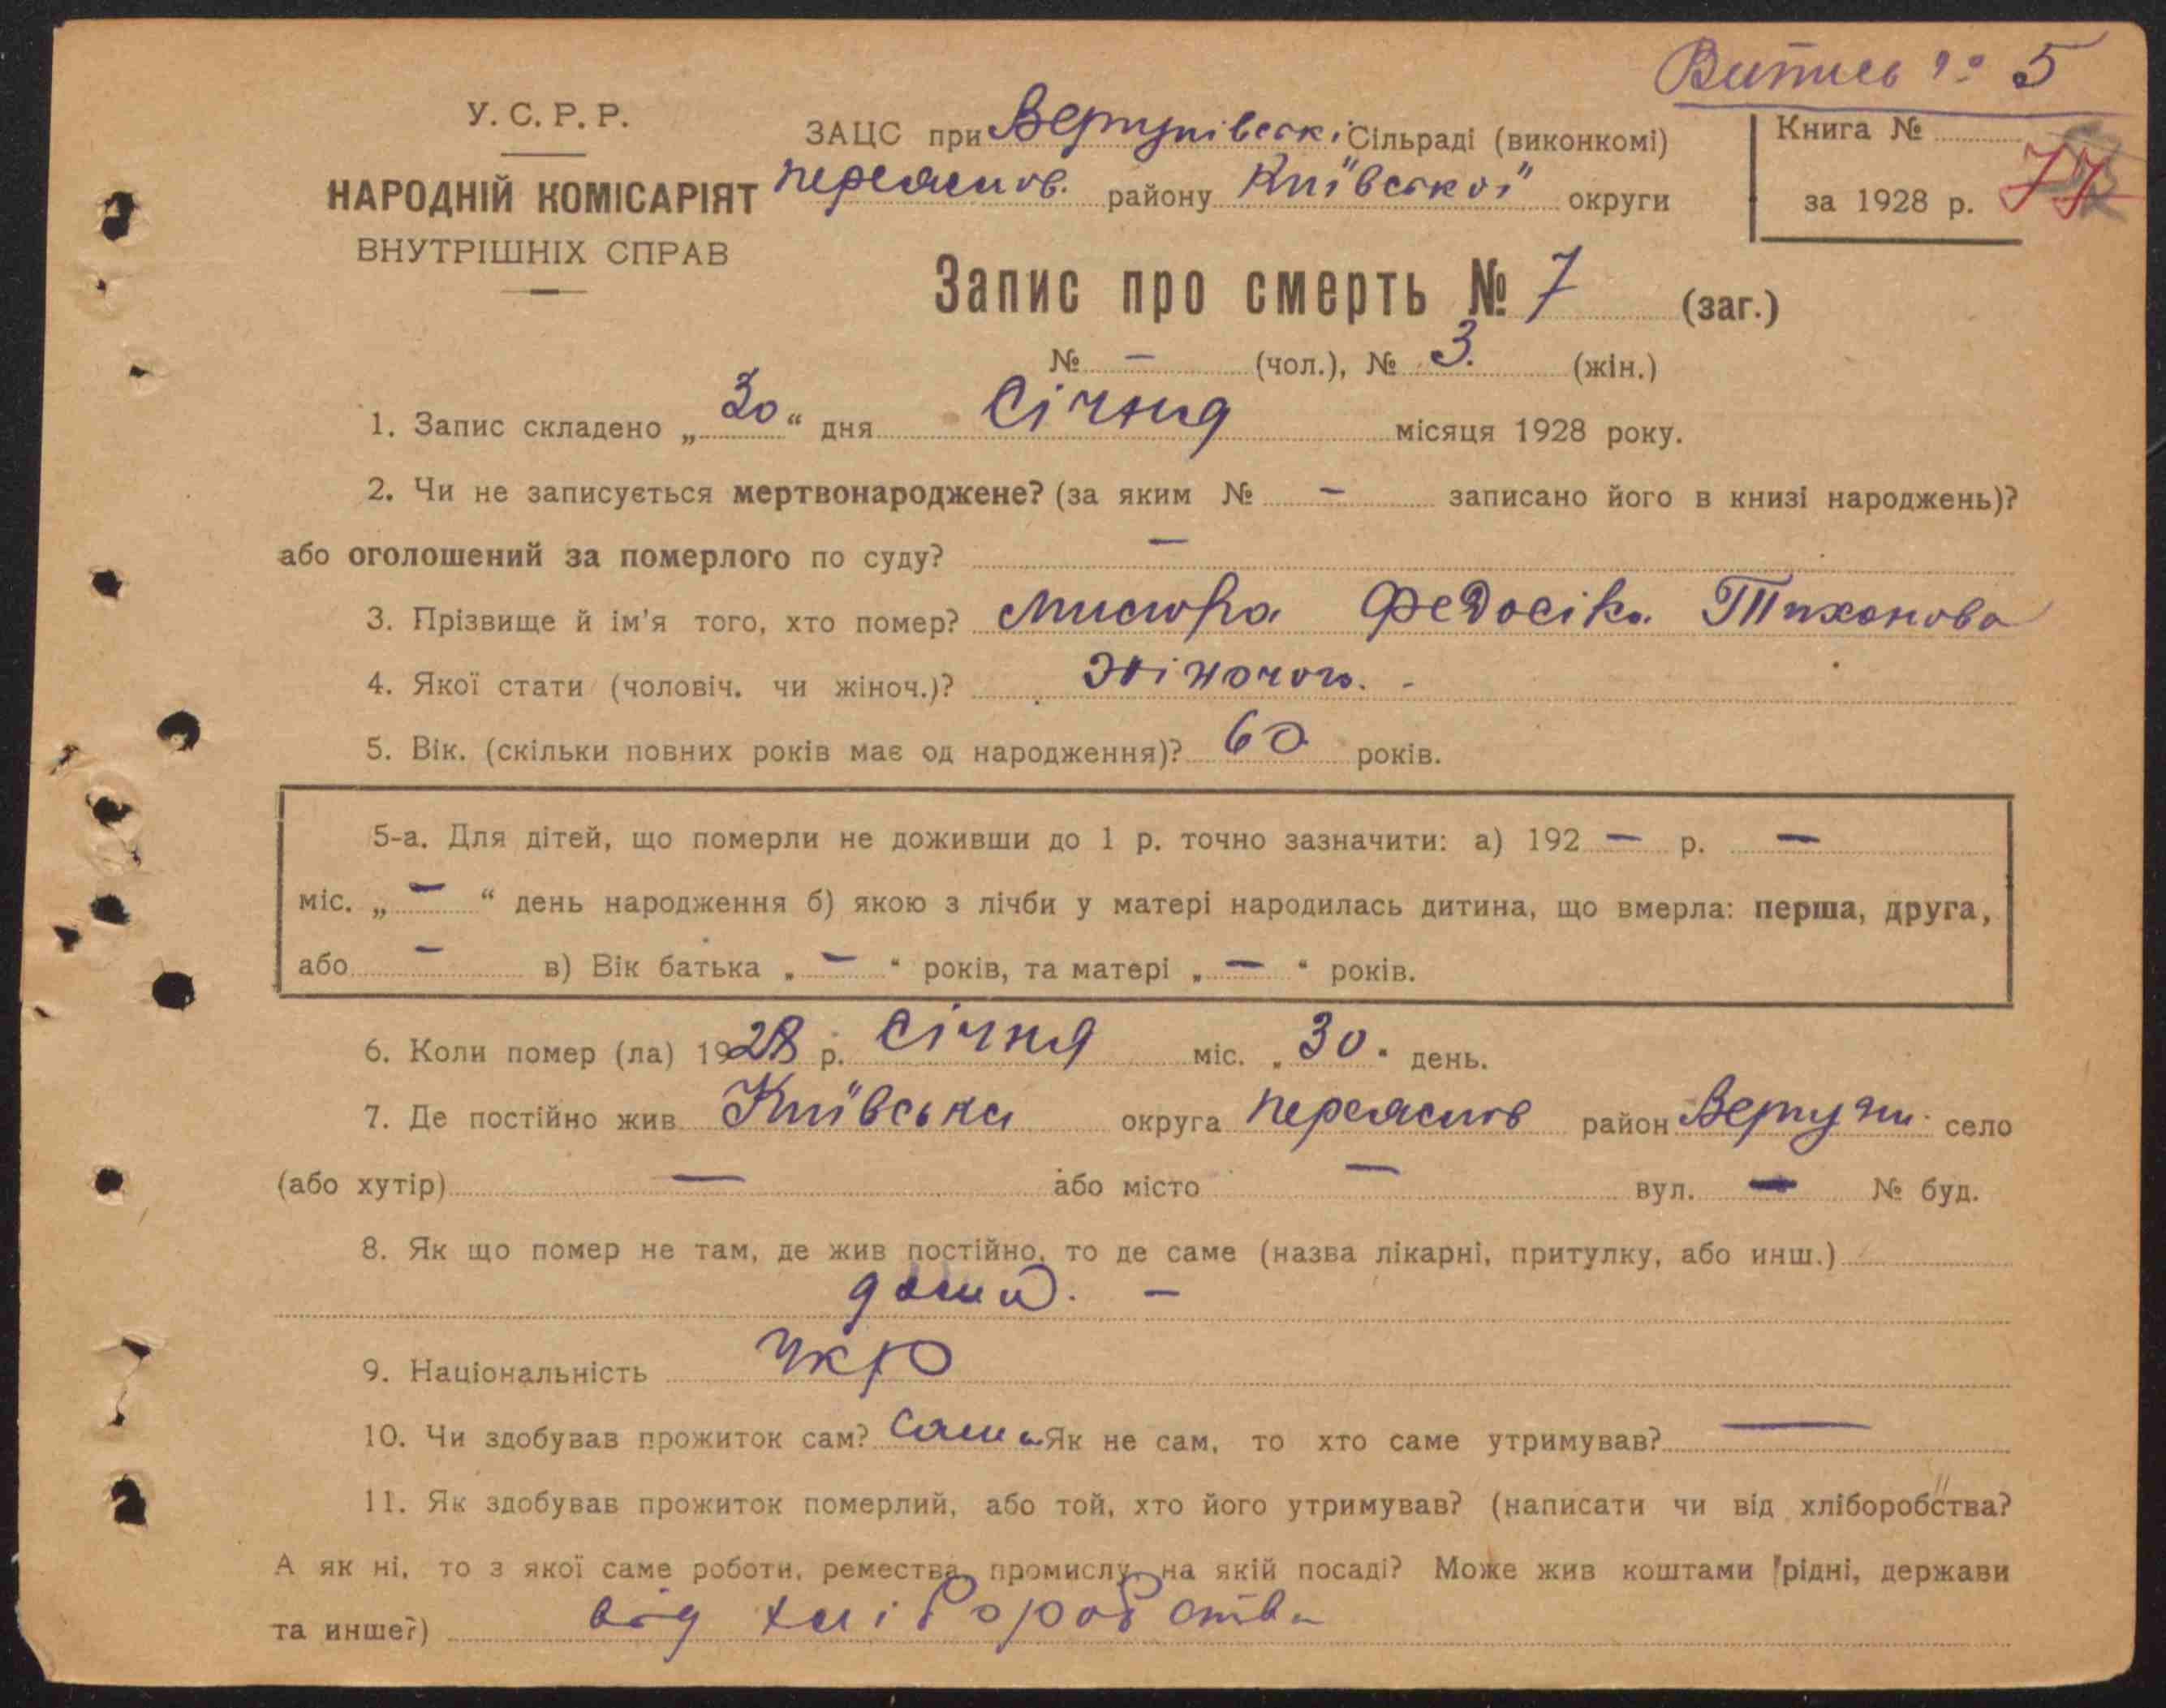 Витись № 5
У. С. Р. Р.
НАРОДНІЙ КОМІСАРІЯТ
ВНУТРІШНІХ СПРАВ
ЗАЦС при Сільраді (виконкомі)
переяслов. району Київської округи
Книга №
за 1928 р. 77
Запис про смерть № 7 (заг.)
№ — (чол.), № 3. (жін.)
1. Запис складено „30“ дня Січня місяця 1928 року.
2. Чи не записується мертвонароджене? (за яким № — записано його в книзі народжень)?
або оголошений за померлого по суду? —
3. Прізвище й ім'я того, хто помер? Мисюра Федосіка Тихонова
4. Якої стати (чоловіч. чи жіноч.)? жіночого. -
5. Вік. (скільки повних років має од народження)? 60 років.
5-а. Для дітей, що померли не доживши до 1 р. точно зазначити: а) 192 — р. —
міс. „ — “ день народження б) якою з лічби у матері народилась дитина, що вмерла: перша, друга,
або — в) Вік батька „ — “ років, та матері „ — “ років.
6. Коли помер (ла) 1928 р. Січня міс. „30“ день.
7. Де постійно жив Київська округа переяслов район село
(або хутір) — або місто — вул. — № буд.
8. Як що помер не там, де жив постійно, то де саме (назва лікарні, притулку, або инш.)
дома. —
9. Національність Укр
10. Чи здобував прожиток сам? Сама Як не сам, то хто саме утримував? —
11. Як здобував прожиток померлий, або той, хто його утримував? (написати чи від хліборобства?
А як ні, то з якої саме роботи, ремества, промислу, на якій посаді? Може жив коштами рідні, держави
та инше?) від хліборобства